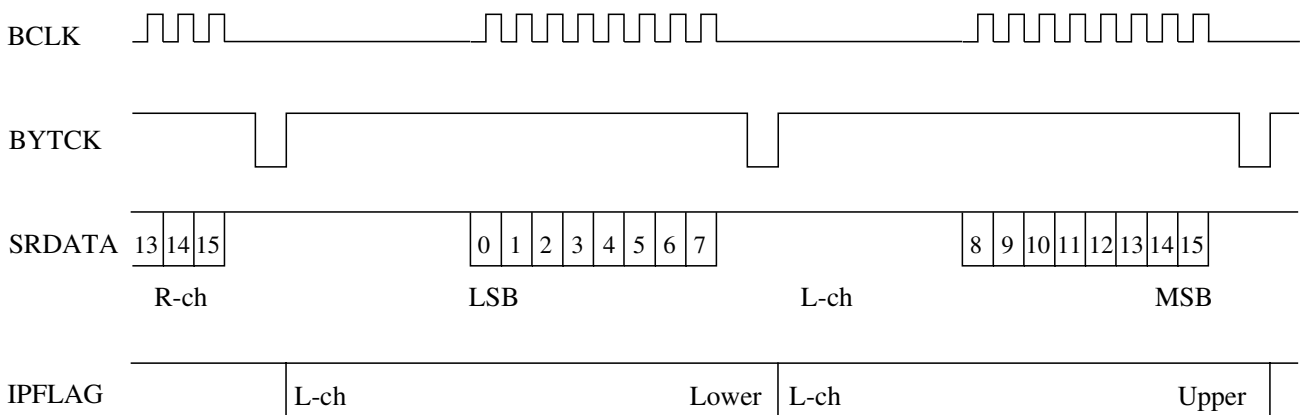 BCLK
BYTCK
SRDATA 13 14 15 0 1 2 3 4 5 6 7 8 9 10 11 12 13 14 15
R-ch LSB L-ch MSB
IPFLAG L-ch Lower L-ch Upper